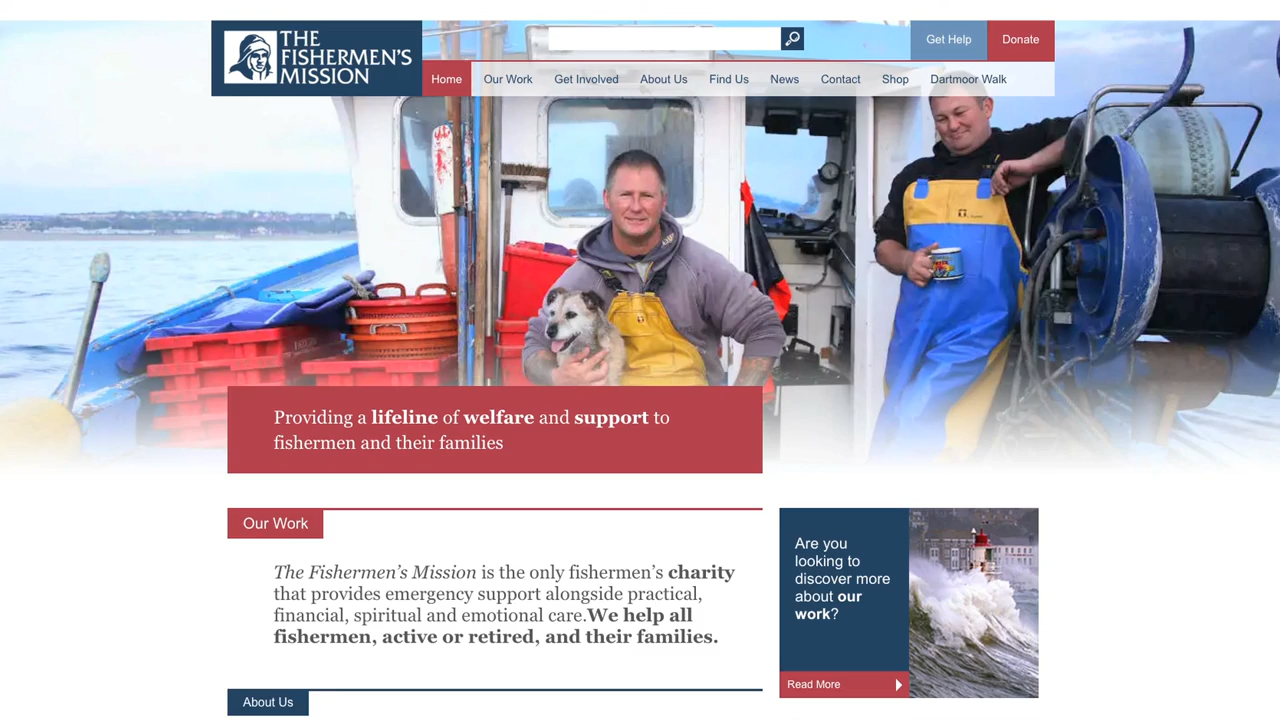 THE
FISHERMEN'S
MISSION
Get Help
Donate
Home
Our Work
Get Involved
About Us
Find Us
News
Contact
Shop
Dartmoor Walk
Providing a lifeline of welfare and support to
fishermen and their families
Our Work
The Fishermen's Mission is the only fishermen's charity
that provides emergency support alongside practical,
financial, spiritual and emotional care.We help all
fishermen, active or retired, and their families.
Are you
looking to
discover more
about our
work?
Read More
About Us